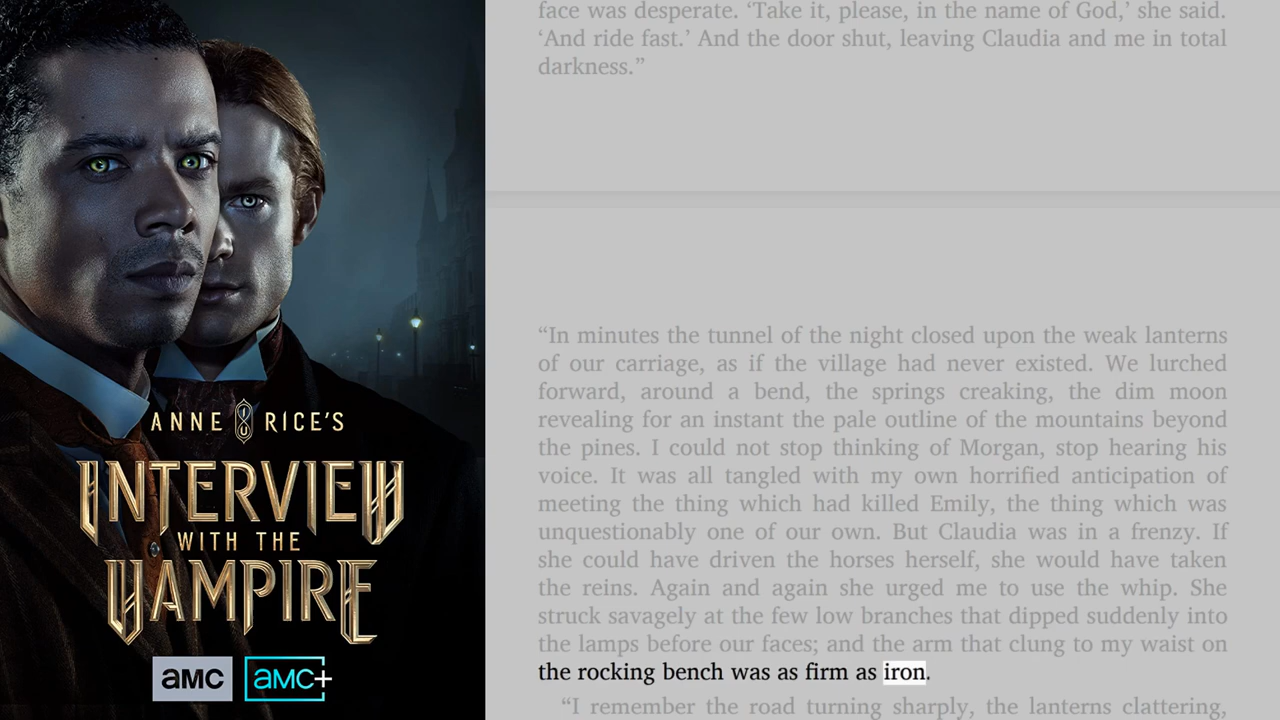 ANNE RICE'S
INTERVIEW
WITH THE
VAMPIRE
aMC
aMC+
face was desperate. ‘Take it, please, in the name of God,’ she said.
‘And ride fast.’ And the door shut, leaving Claudia and me in total
darkness.”
“In minutes the tunnel of the night closed upon the weak lanterns
of our carriage, as if the village had never existed. We lurched
forward, around a bend, the springs creaking, the dim moon
revealing for an instant the pale outline of the mountains beyond
the pines. I could not stop thinking of Morgan, stop hearing his
voice. It was all tangled with my own horrified anticipation of
meeting the thing which had killed Emily, the thing which was
unquestionably one of our own. But Claudia was in a frenzy. If
she could have driven the horses herself, she would have taken
the reins. Again and again she urged me to use the whip. She
struck savagely at the few low branches that dipped suddenly into
the lamps before our faces; and the arm that clung to my waist on
the rocking bench was as firm as iron.
“I remember the road turning sharply, the lanterns clattering,